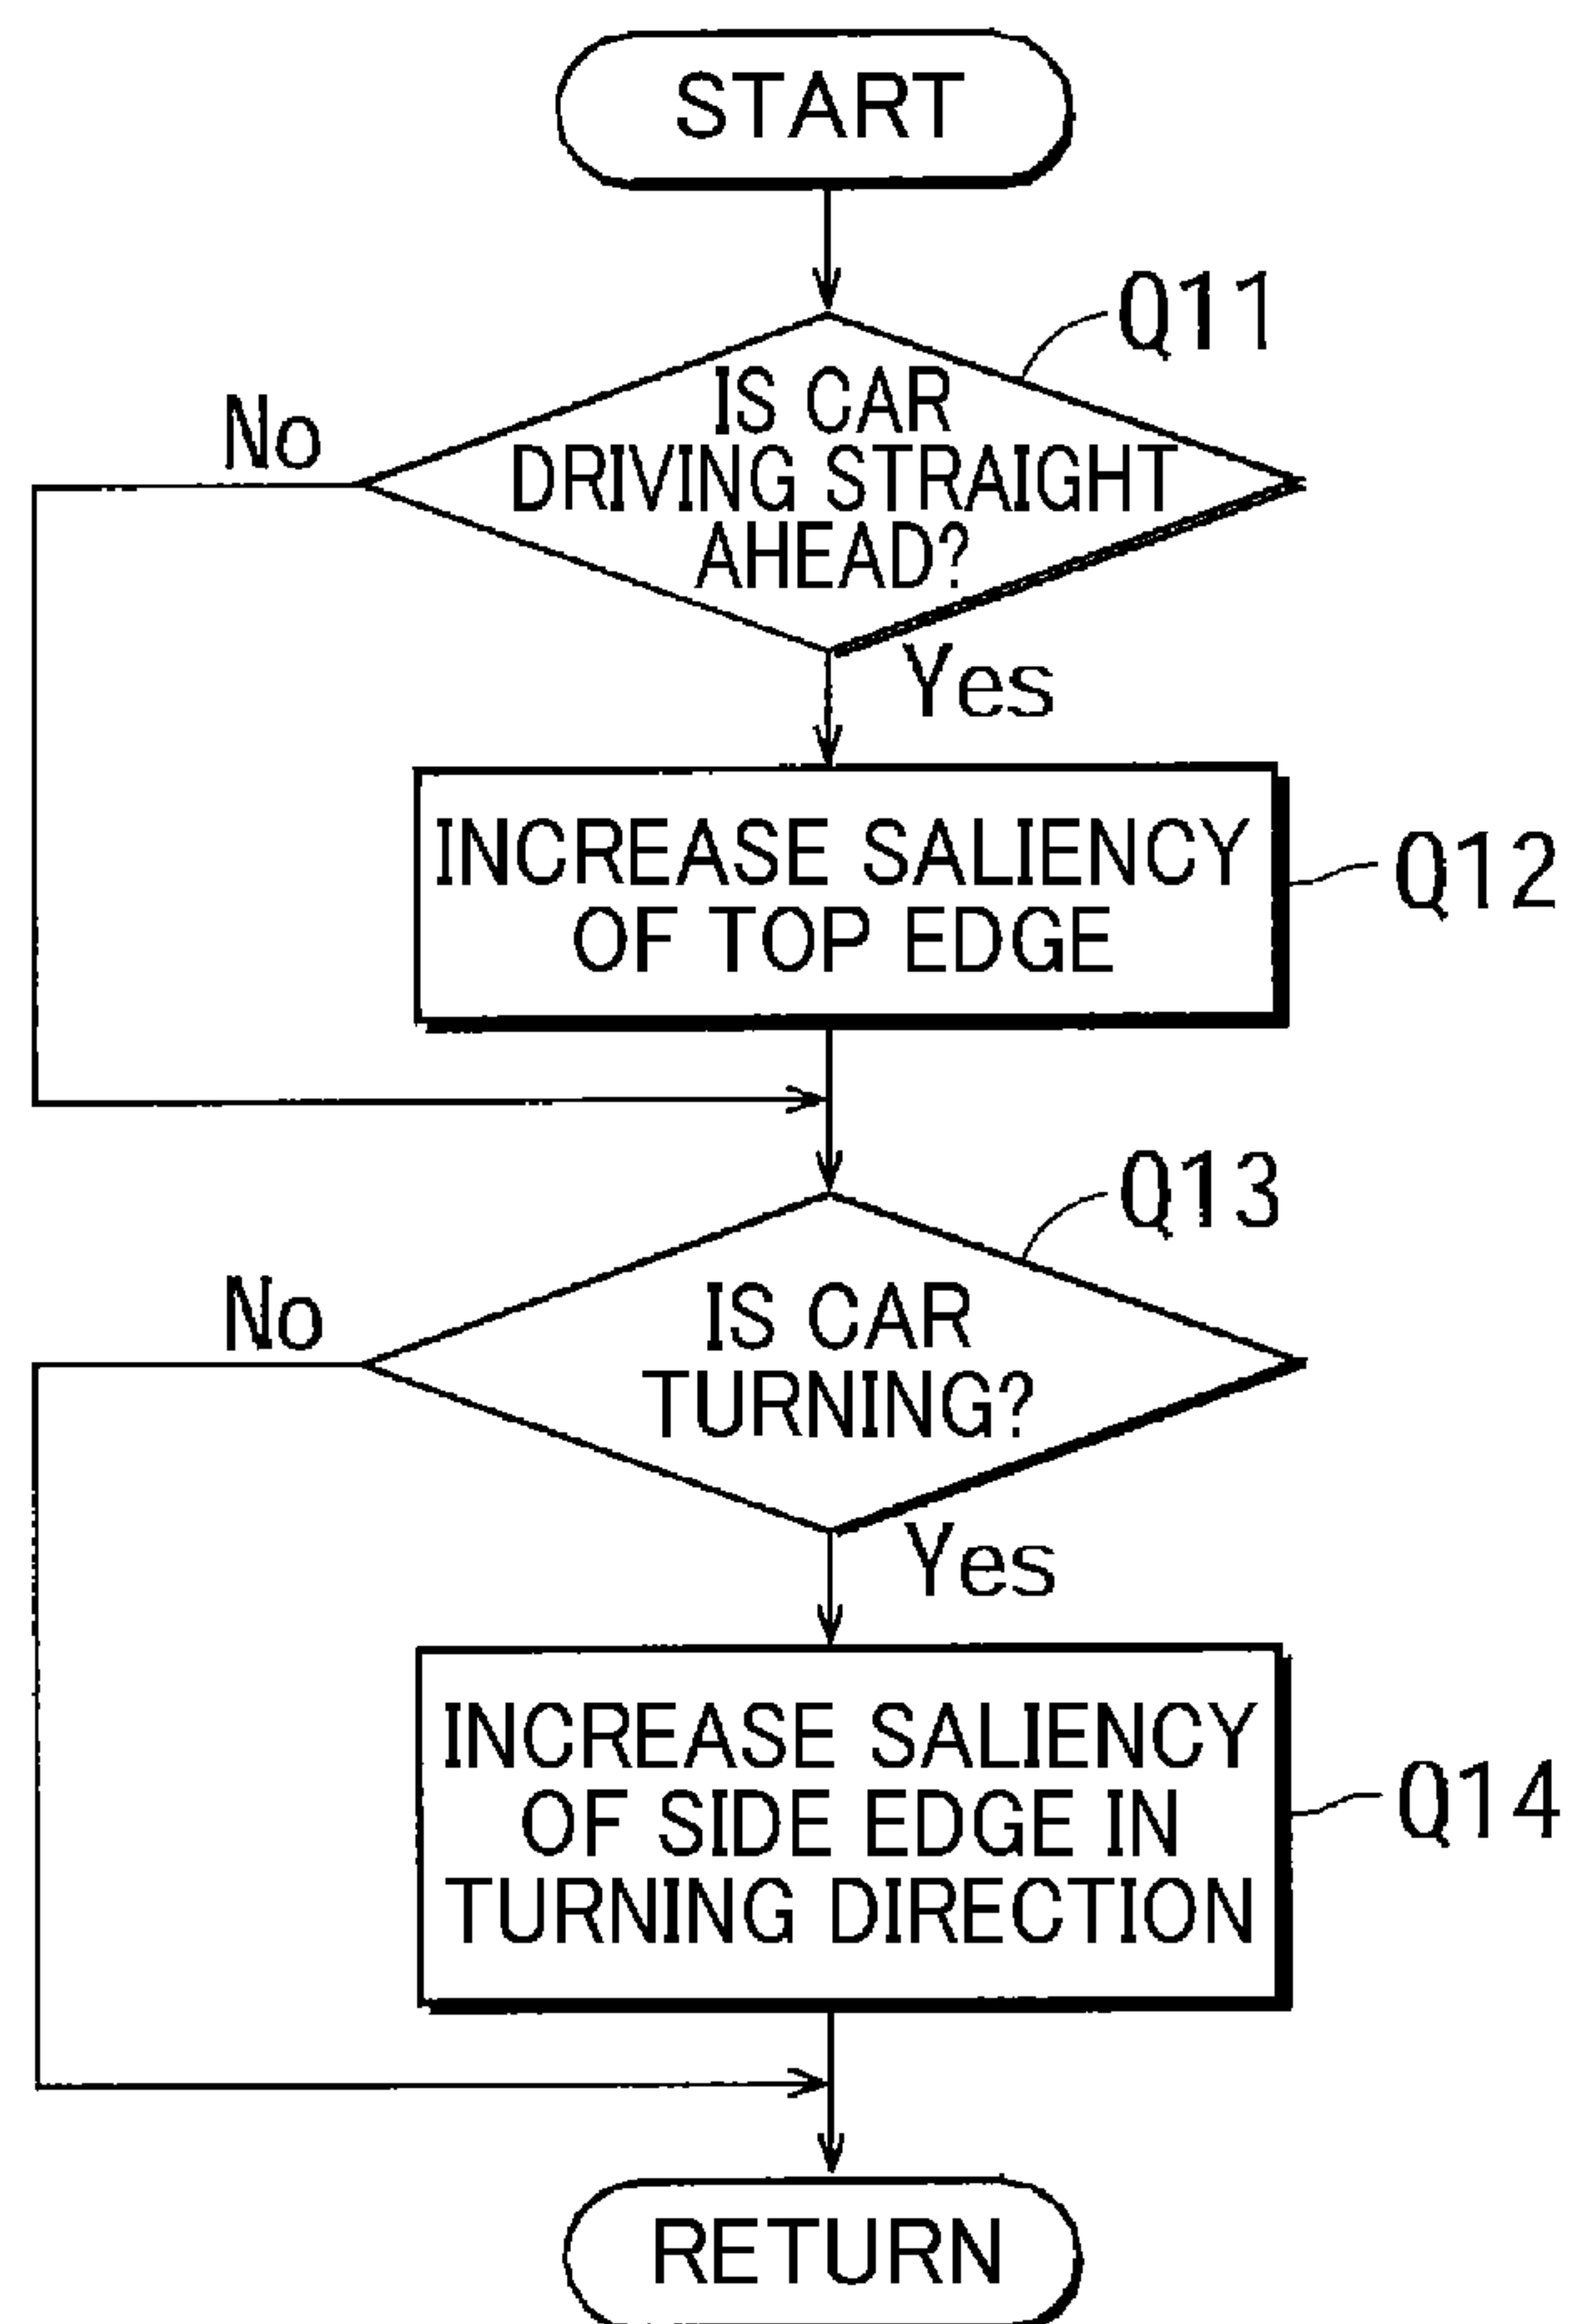 START
Q11
No
IS CAR
DRIVING STRAIGHT
AHEAD?
Yes
INCREASE SALIENCY
OF TOP EDGE
Q12
Q13
No
IS CAR
TURNING?
Yes
INCREASE SALIENCY
OF SIDE EDGE IN
TURNING DIRECTION
Q14
RETURN